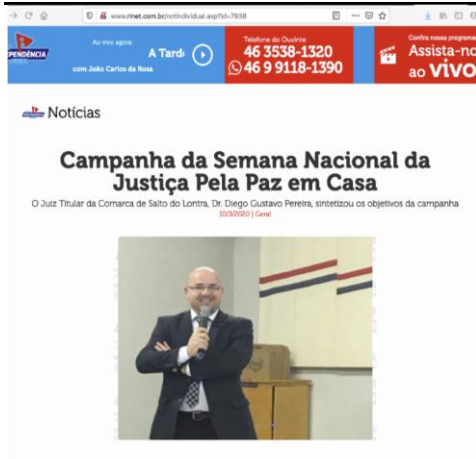 www.rinet.com.br/notindividual.asp?id=7938
PENDÊNCIA
Ao vivo agora
A Tard
com João Carlos da Rosa
Telefone do Ouvinte
46 3538-1320
46 9 9118-1390
Confira nossa programa
Assista-no
ao vivo
Notícias
Campanha da Semana Nacional da
Justiça Pela Paz em Casa
O Juiz Titular da Comarca de Salto do Lontra, Dr. Diego Gustavo Pereira, sintetizou os objetivos da campanha
10/3/2020 | Geral